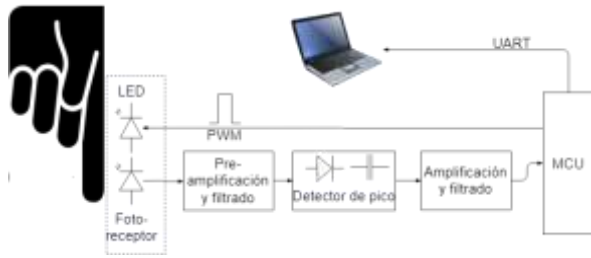 UART
LED
PWM
MCU
Pre-
amplificación
y filtrado
Detector de pico
Amplificación
y filtrado
Foto-
receptor